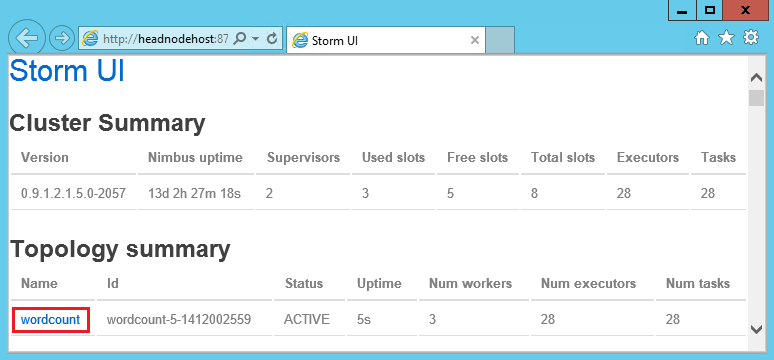 http://headnodehost:87
Storm UI
Storm UI
Cluster Summary
Version Nimbus uptime Supervisors Used slots Free slots Total slots Executors Tasks
0.9.1.2.1.5.0-2057 13d 2h 27m 18s 2 3 5 8 28 28
Topology summary
Name Id Status Uptime Num workers Num executors Num tasks
wordcount wordcount-5-1412002559 ACTIVE 5s 3 28 28